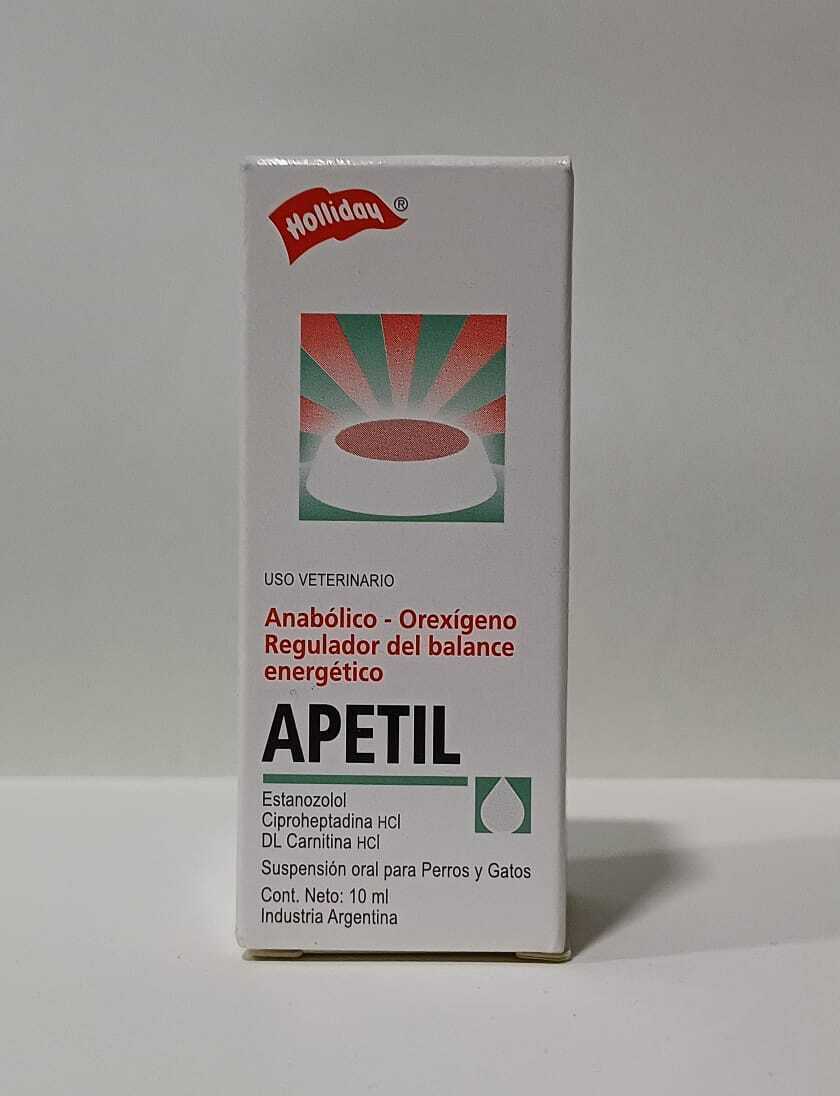 Holliday ®
USO VETERINARIO
Anabólico - Orexígeno
Regulador del balance
energético
APETIL
Estanozolol
Ciproheptadina HCl
DL Carnitina HCl
Suspensión oral para Perros y Gatos
Cont. Neto: 10 ml
Industria Argentina